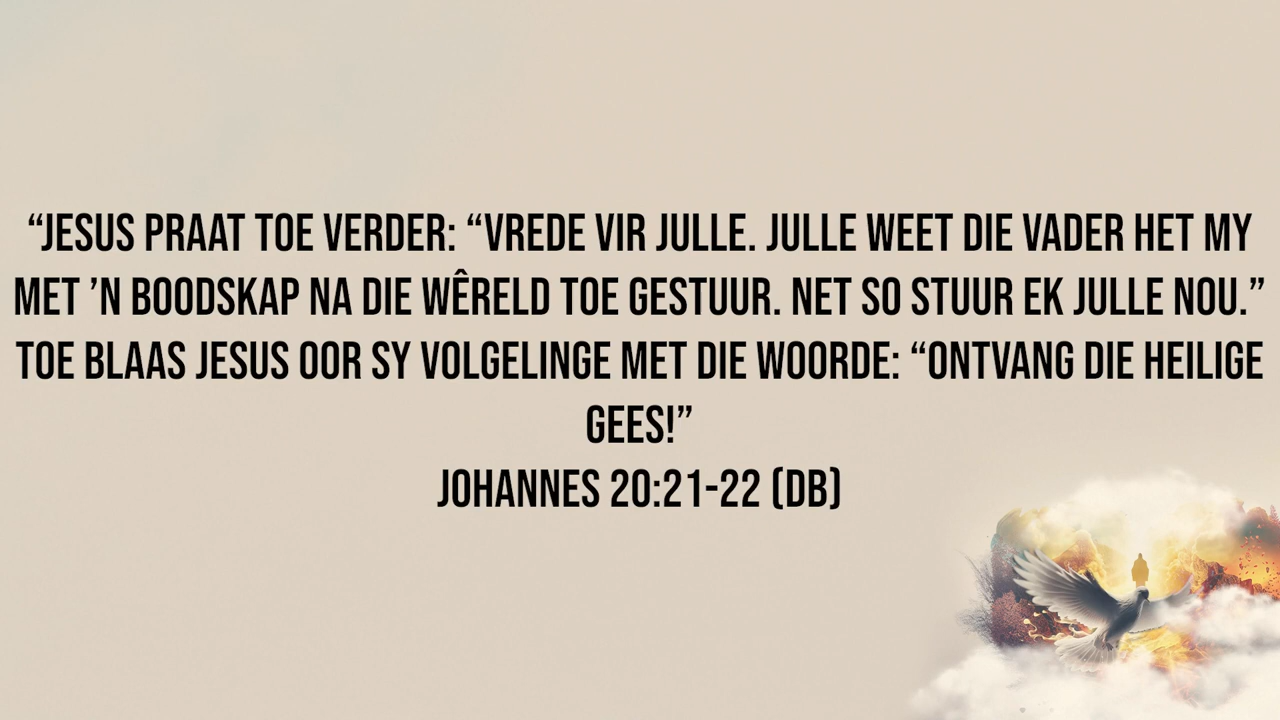 “JESUS PRAAT TOE VERDER: “VREDE VIR JULLE. JULLE WEET DIE VADER HET MY
MET ’N BOODSKAP NA DIE WÊRELD TOE GESTUUR. NET SO STUUR EK JULLE NOU.”
TOE BLAAS JESUS OOR SY VOLGELINGE MET DIE WOORDE: “ONTVANG DIE HEILIGE
GEES!”
JOHANNES 20:21-22 (DB)